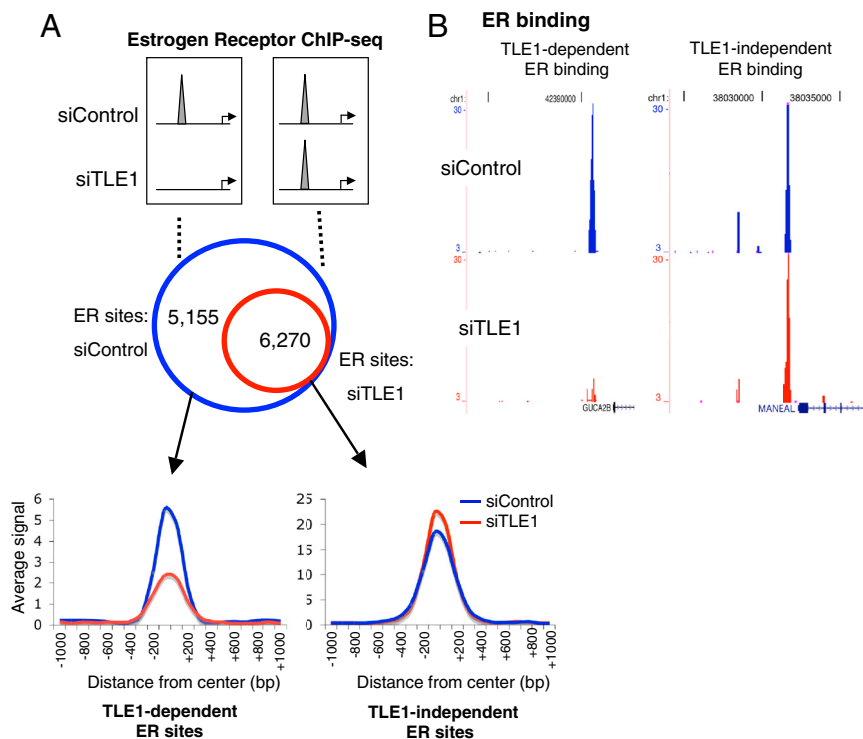 A
Estrogen Receptor ChIP-seq
siControl
siTLE1
ER sites:
siControl
5,155
6,270
ER sites:
siTLE1
Average signal
6
5
4
3
2
1
0
-1000
-800
-600
-400
-200
+200
+400
+600
+800
+1000
Distance from center (bp)
TLE1-dependent
ER sites
25
20
15
10
5
0
siControl
siTLE1
-1000
-800
-600
-400
-200
+200
+400
+600
+800
+1000
Distance from center (bp)
TLE1-independent
ER sites
B
ER binding
TLE1-dependent
ER binding
TLE1-independent
ER binding
chr1:
42390000
chr1:
38030000
38035000
siControl
30
3
30
3
siTLE1
30
3
30
3
GUCA2B
MANEAL